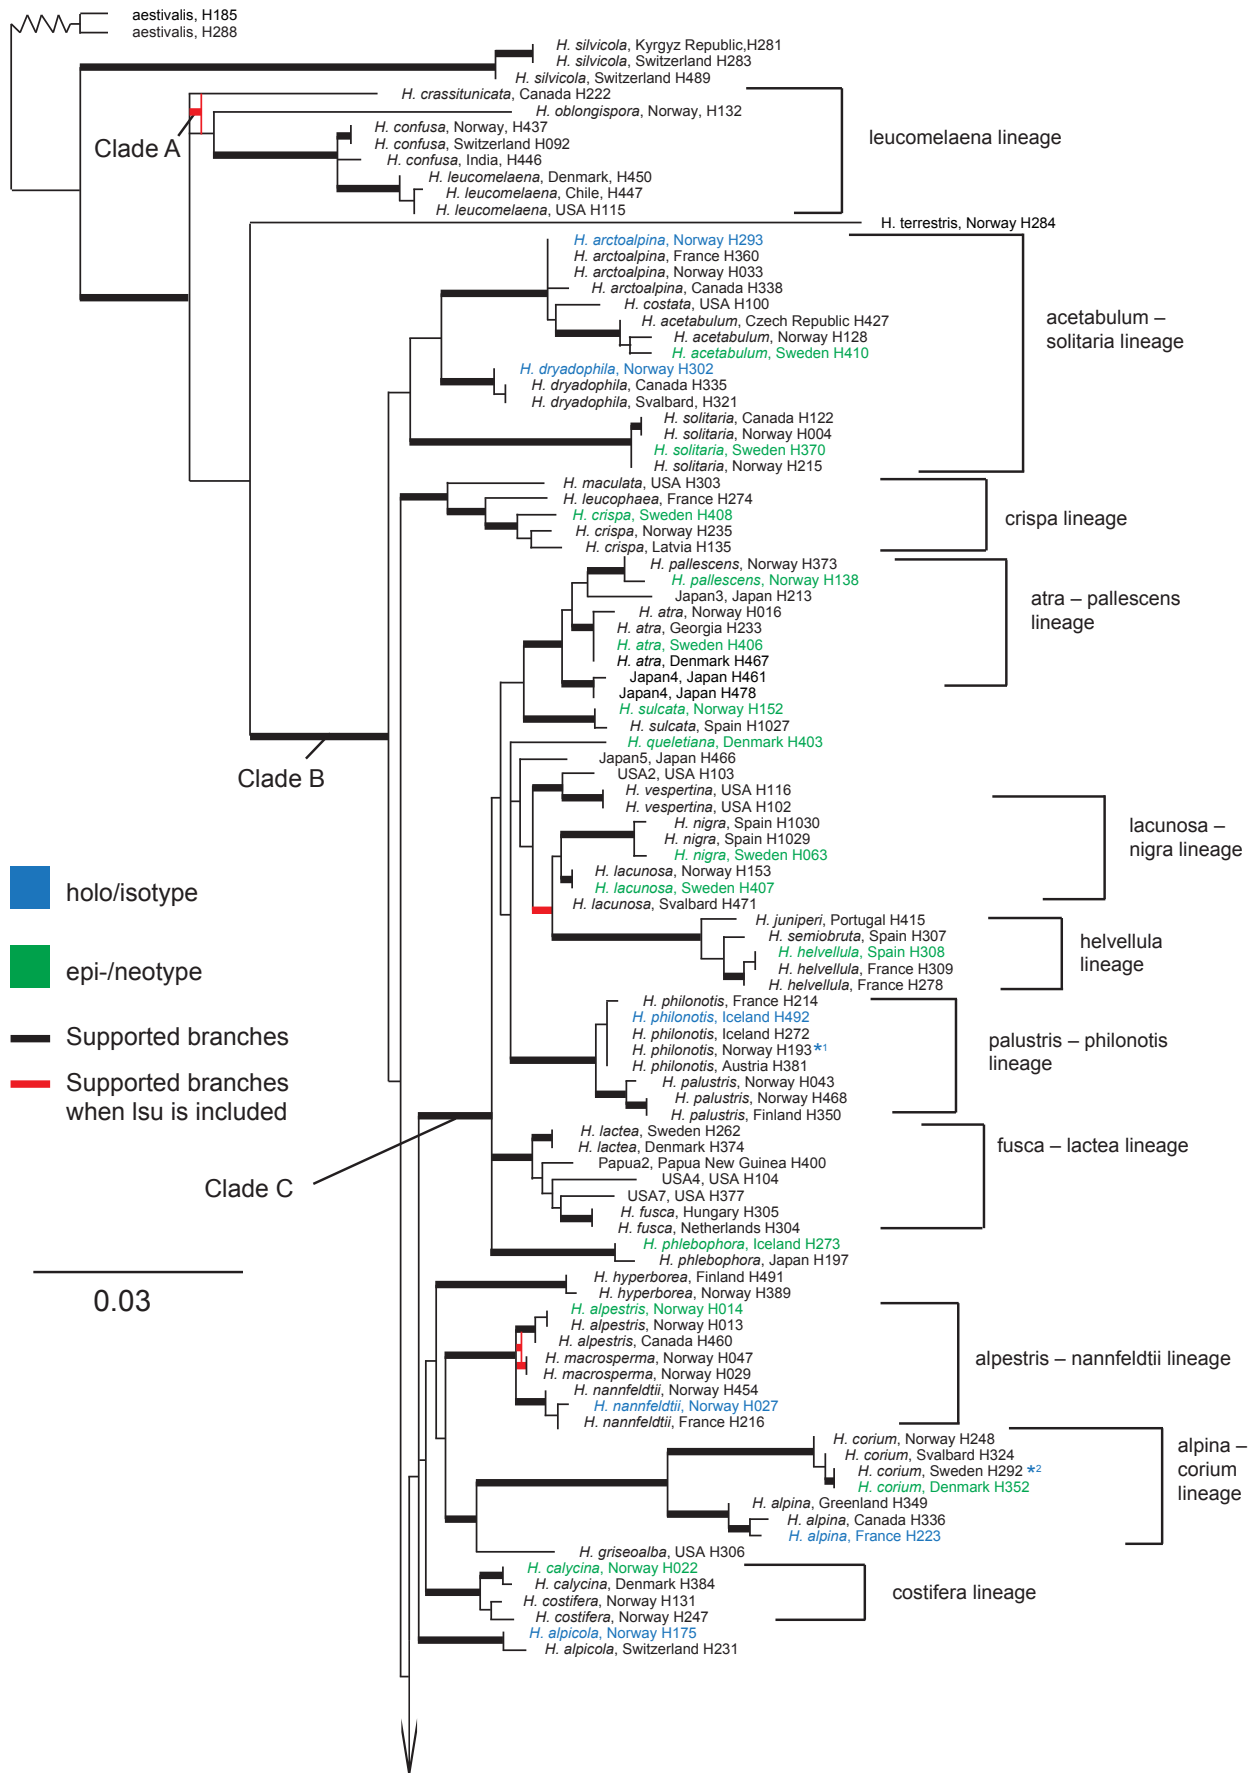 aestivalis, H185
aestivalis, H288
H. silvicola, Kyrgyz Republic,H281
H. silvicola, Switzerland H283
H. silvicola, Switzerland H489
H. crassitunicata, Canada H222
H. oblongispora, Norway, H132
H. confusa, Norway, H437
H. confusa, Switzerland H092
H. confusa, India, H446
H. leucomelaena, Denmark, H450
H. leucomelaena, Chile, H447
H. leucomelaena, USA H115
Clade A
leucomelaena lineage
H. terrestris, Norway H284
H. arctoalpina, Norway H293
H. arctoalpina, France H360
H. arctoalpina, Norway H033
H. arctoalpina, Canada H338
H. costata, USA H100
H. acetabulum, Czech Republic H427
H. acetabulum, Norway H128
H. acetabulum, Sweden H410
H. dryadophila, Norway H302
H. dryadophila, Canada H335
H. dryadophila, Svalbard, H321
H. solitaria, Canada H122
H. solitaria, Norway H004
H. solitaria, Sweden H370
H. solitaria, Norway H215
acetabulum –
solitaria lineage
H. maculata, USA H303
H. leucophaea, France H274
H. crispa, Sweden H408
H. crispa, Norway H235
H. crispa, Latvia H135
crispa lineage
H. pallescens, Norway H373
H. pallescens, Norway H138
Japan3, Japan H213
H. atra, Norway H016
H. atra, Georgia H233
H. atra, Sweden H406
H. atra, Denmark H467
Japan4, Japan H461
Japan4, Japan H478
atra – pallescens
lineage
H. sulcata, Norway H152
H. sulcata, Spain H1027
H. queletiana, Denmark H403
Japan5, Japan H466
USA2, USA H103
H. vespertina, USA H116
H. vespertina, USA H102
Clade B
H. nigra, Spain H1030
H. nigra, Spain H1029
H. nigra, Sweden H063
H. lacunosa, Norway H153
H. lacunosa, Sweden H407
H. lacunosa, Svalbard H471
lacunosa –
nigra lineage
H. juniperi, Portugal H415
H. semiobruta, Spain H307
H. helvellula, Spain H308
H. helvellula, France H309
H. helvellula, France H278
helvellula
lineage
holo/isotype
epi-/neotype
Supported branches
Supported branches
when lsu is included
H. philonotis, France H214
H. philonotis, Iceland H492
H. philonotis, Iceland H272
H. philonotis, Norway H193*1
H. philonotis, Austria H381
H. palustris, Norway H043
H. palustris, Norway H468
H. palustris, Finland H350
palustris – philonotis
lineage
H. lactea, Sweden H262
H. lactea, Denmark H374
Papua2, Papua New Guinea H400
USA4, USA H104
USA7, USA H377
H. fusca, Hungary H305
H. fusca, Netherlands H304
fusca – lactea lineage
Clade C
H. phlebophora, Iceland H273
H. phlebophora, Japan H197
0.03
H. hyperborea, Finland H491
H. hyperborea, Norway H389
H. alpestris, Norway H014
H. alpestris, Norway H013
H. alpestris, Canada H460
H. macrosperma, Norway H047
H. macrosperma, Norway H029
H. nannfeldtii, Norway H454
H. nannfeldtii, Norway H027
H. nannfeldtii, France H216
alpestris – nannfeldtii lineage
H. corium, Norway H248
H. corium, Svalbard H324
H. corium, Sweden H292 *2
H. corium, Denmark H352
H. alpina, Greenland H349
H. alpina, Canada H336
H. alpina, France H223
alpina –
corium
lineage
H. griseoalba, USA H306
H. calycina, Norway H022
H. calycina, Denmark H384
H. costifera, Norway H131
H. costifera, Norway H247
costifera lineage
H. alpicola, Norway H175
H. alpicola, Switzerland H231